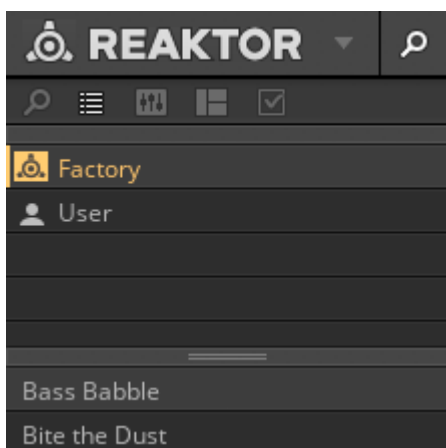 REAKTOR
Factory
User
Bass Babble
Bite the Dust